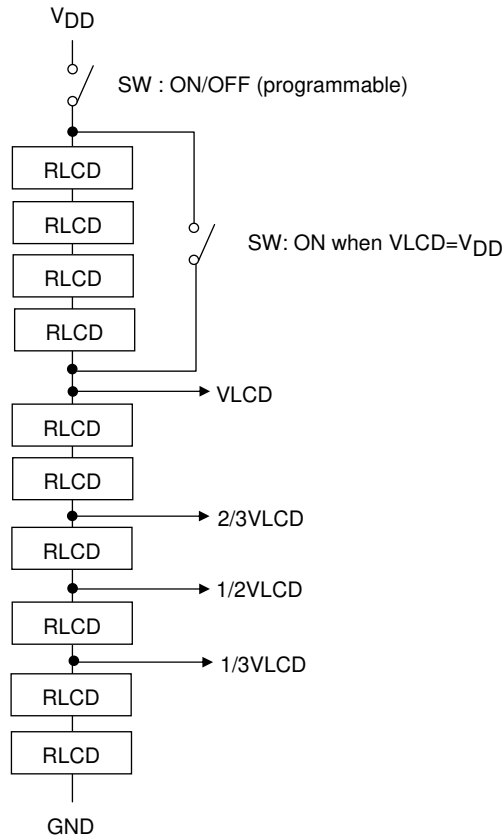 VDD
SW : ON/OFF (programmable)
RLCD
RLCD
SW: ON when VLCD=VDD
RLCD
RLCD
VLCD
RLCD
RLCD
2/3VLCD
RLCD
1/2VLCD
RLCD
1/3VLCD
RLCD
RLCD
GND